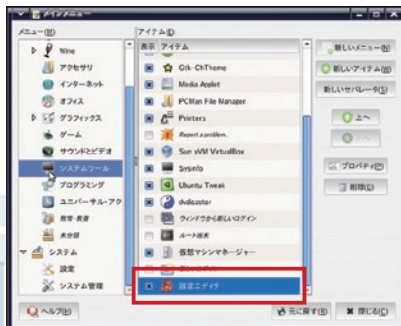 メインメニュー
メニュー(M)
Wine
アクセサリ
インターネット
オフィス
グラフィックス
ゲーム
サウンドとビデオ
システムツール
プログラミング
ユニバーサル・アク
教育・教養
未分類
システム
設定
システム管理
アイテム(D)
表示 アイテム
Gtk-ChTheme
Media Applet
PCMan File Manager
Printers
Report a problem...
Sun xVM VirtualBox
Sysinfo
Ubuntu Tweak
dvdisaster
ウィンドウから新しいログイン
ルート端末
仮想マシンマネージャー
設定エディタ
新しいメニュー(N)
新しいアイテム(W)
新しいセパレータ(S)
上へ
下へ
プロパティ(P)
削除(D)
ヘルプ(H)
元に戻す(R)
閉じる(C)